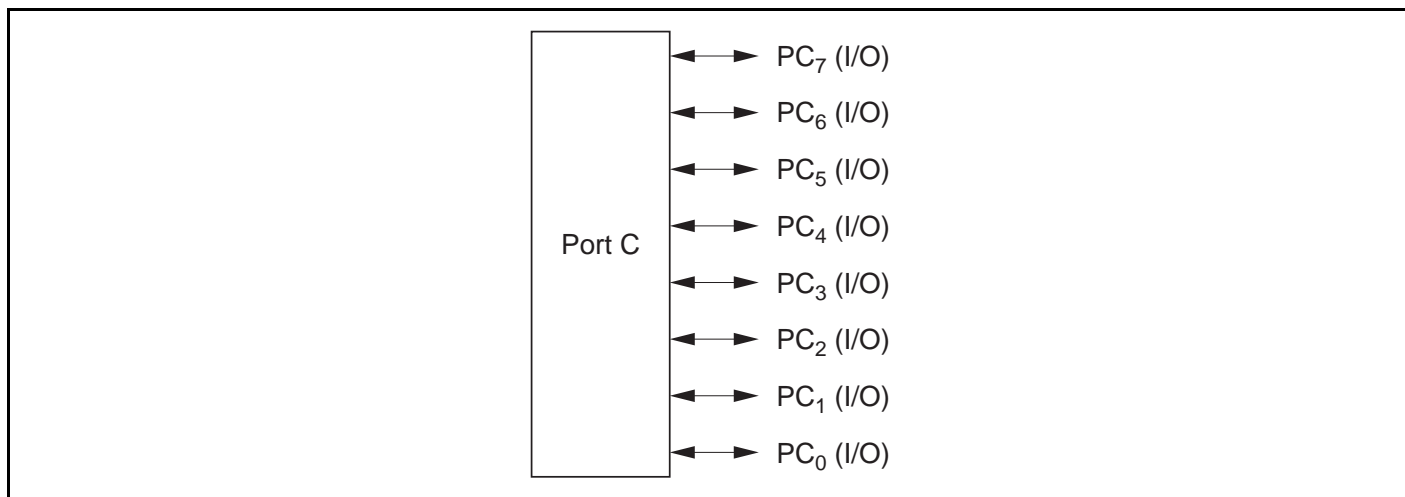 PC₇ (I/O)
PC₆ (I/O)
PC₅ (I/O)
PC₄ (I/O)
Port C
PC₃ (I/O)
PC₂ (I/O)
PC₁ (I/O)
PC₀ (I/O)